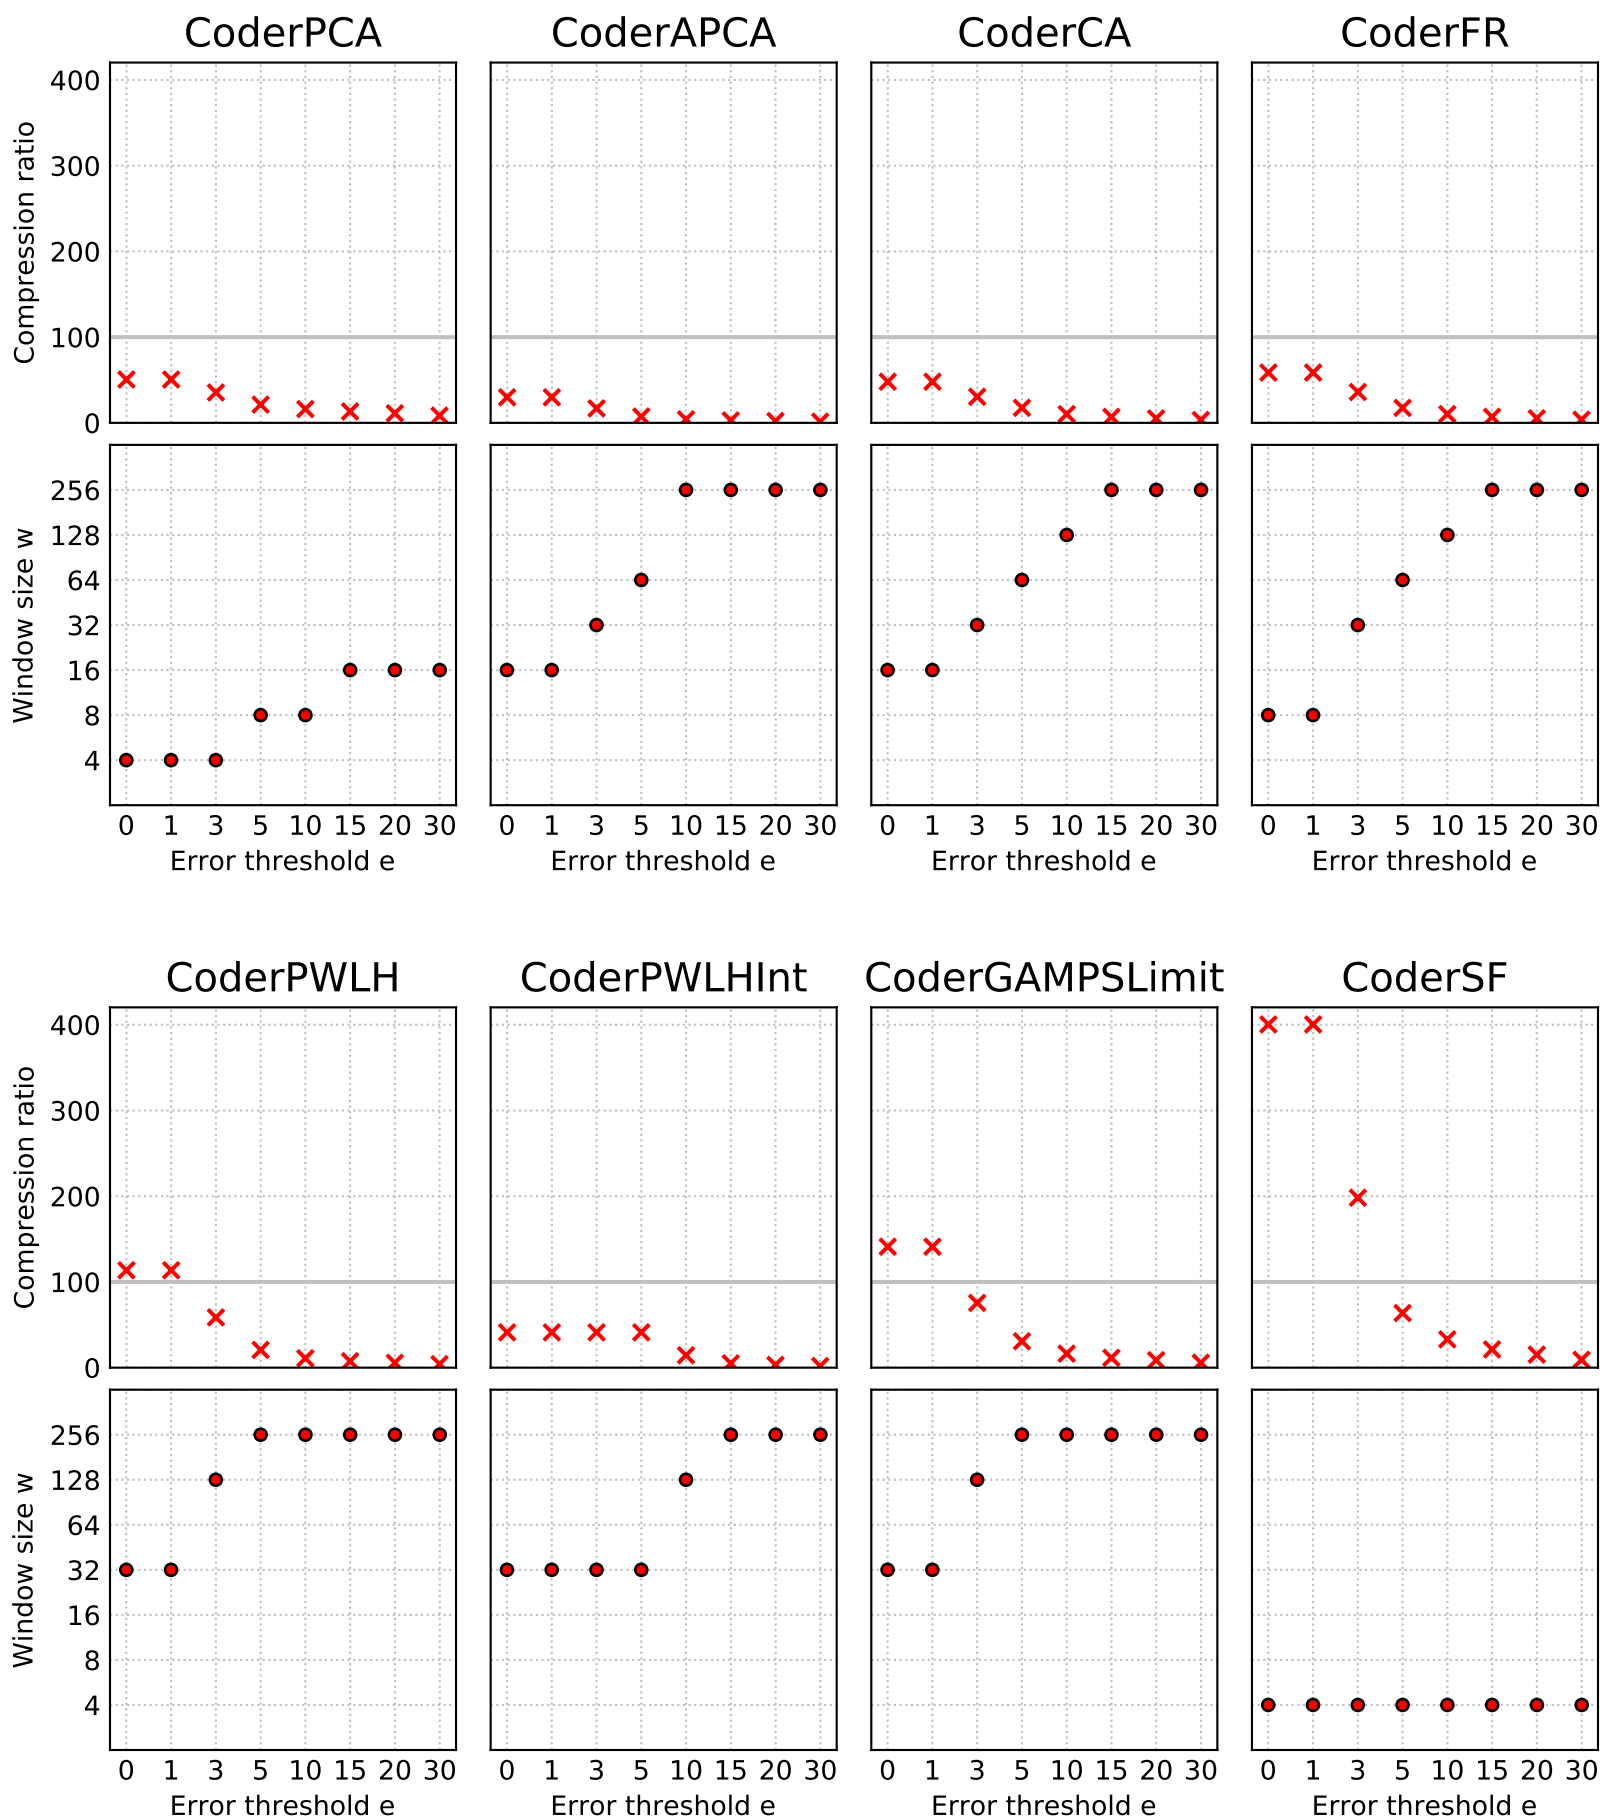 CoderPCA CoderAPCA CoderCA CoderFR
400
300
200
100
0
Compression ratio
256
128
64
32
16
8
4
Window size w
0 1 3 5 10 15 20 30 0 1 3 5 10 15 20 30 0 1 3 5 10 15 20 30 0 1 3 5 10 15 20 30
Error threshold e Error threshold e Error threshold e Error threshold e
CoderPWLH CoderPWLHInt CoderGAMPSLimit CoderSF
400
300
200
100
0
Compression ratio
256
128
64
32
16
8
4
Window size w
0 1 3 5 10 15 20 30 0 1 3 5 10 15 20 30 0 1 3 5 10 15 20 30 0 1 3 5 10 15 20 30
Error threshold e Error threshold e Error threshold e Error threshold e